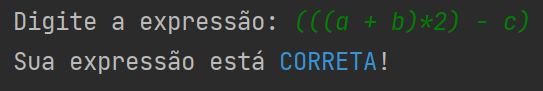 Digite a expressão: (((a + b)*2) - c)
Sua expressão está CORRETA!